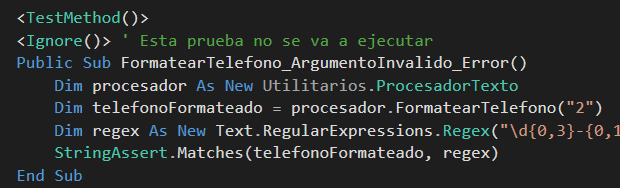 <TestMethod()>
<Ignore()> ' Esta prueba no se va a ejecutar
Public Sub FormatearTelefono_ArgumentoInvalido_Error()
Dim procesador As New Utilitarios.ProcesadorTexto
Dim telefonoFormateado = procesador.FormatearTelefono("2")
Dim regex As New Text.RegularExpressions.Regex("\d{0,3}-{0,1
StringAssert.Matches(telefonoFormateado, regex)
End Sub